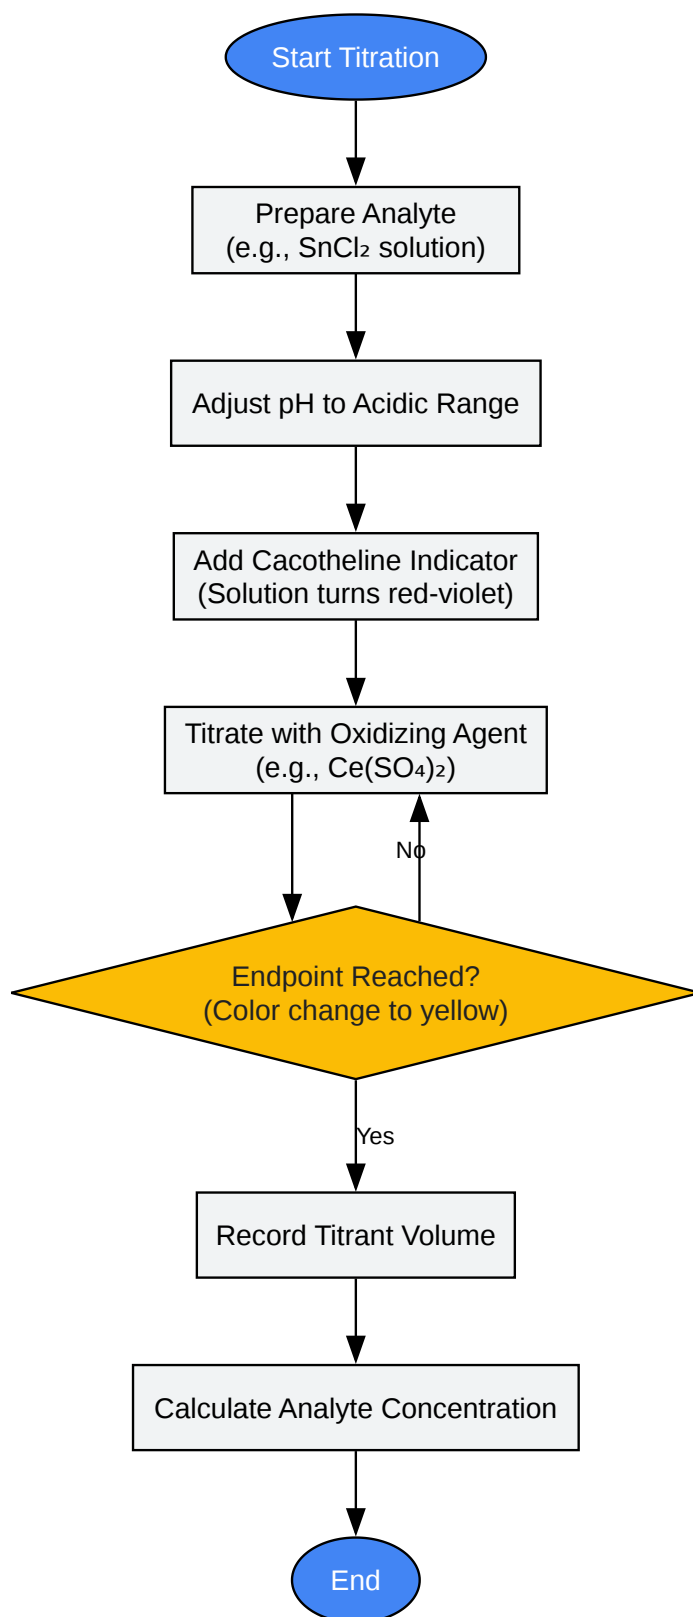 Start Titration
Prepare Analyte
(e.g., SnCl₂ solution)
Adjust pH to Acidic Range
Add Cacotheline Indicator
(Solution turns red-violet)
Titrate with Oxidizing Agent
(e.g., Ce(SO₄)₂)
No
Endpoint Reached?
(Color change to yellow)
Yes
Record Titrant Volume
Calculate Analyte Concentration
End